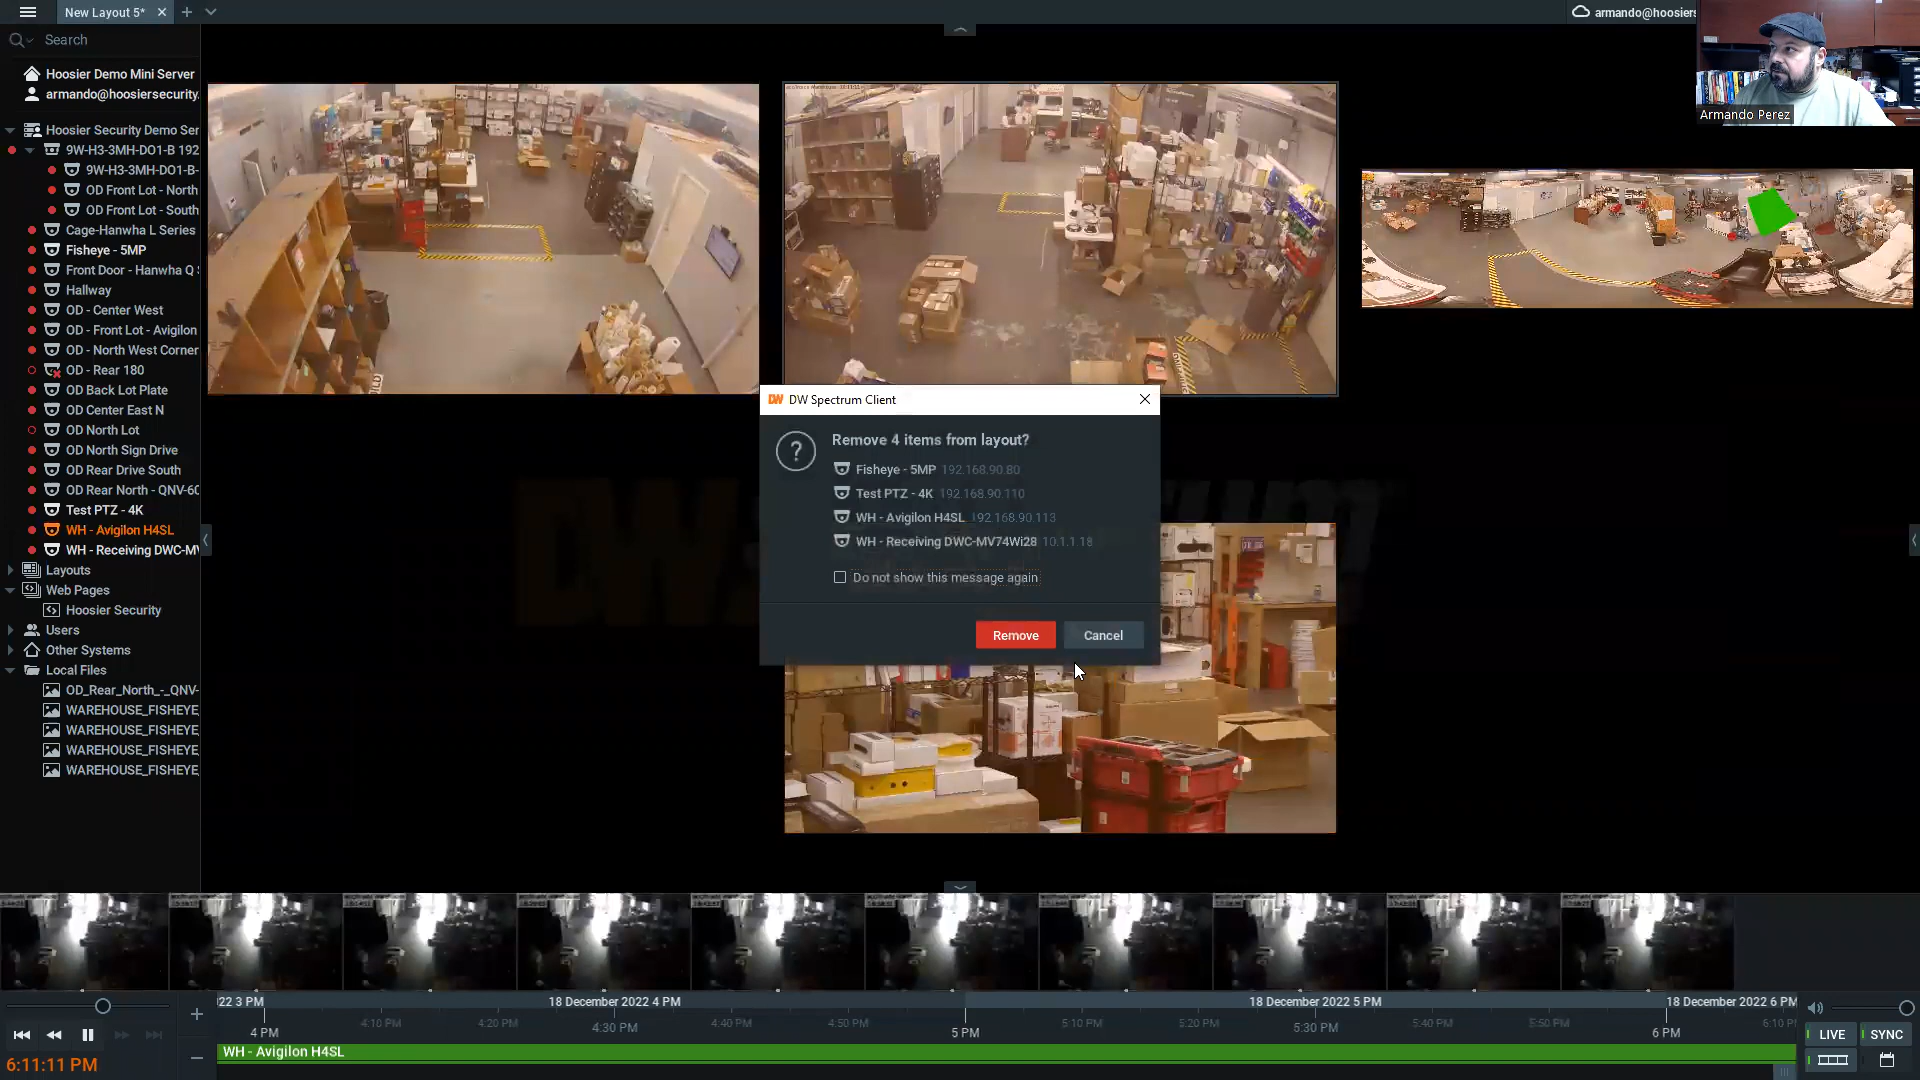 New Layout 5*
armando@hoosiers
Search
Hoosier Demo Mini Server
armando@hoosiersecurity.
Armando Perez
Hoosier Security Demo Ser
9W-H3-3MH-DO1-B 192
9W-H3-3MH-DO1-B-
OD Front Lot - North
OD Front Lot - South
Cage-Hanwha L Series
Fisheye - 5MP
Front Door - Hanwha Q S
Hallway
OD - Center West
OD - Front Lot - Avigilon
OD - North West Corner
OD - Rear 180
OD Back Lot Plate
OD Center East N
OD North Lot
OD North Sign Drive
OD Rear Drive South
OD Rear North - QNV-60
Test PTZ - 4K
WH - Avigilon H4SL
WH - Receiving DWC-MV
Layouts
Web Pages
Hoosier Security
Users
Other Systems
Local Files
OD_Rear_North_-_QNV-
WAREHOUSE_FISHEYE_
WAREHOUSE_FISHEYE_
WAREHOUSE_FISHEYE_
WAREHOUSE_FISHEYE_
DW DW Spectrum Client
Remove 4 items from layout?
Fisheye - 5MP 192.168.90.80
Test PTZ - 4K 192.168.90.110
WH - Avigilon H4SL 192.168.90.113
WH - Receiving DWC-MV74Wi28 10.1.1.18
Do not show this message again
Remove
Cancel
22 3 PM
18 December 2022 4 PM
18 December 2022 5 PM
18 December 2022 6 PM
4 PM
4:10 PM
4:20 PM
4:30 PM
4:40 PM
4:50 PM
5 PM
5:10 PM
5:20 PM
5:30 PM
5:40 PM
5:50 PM
6 PM
6:10 P
LIVE
SYNC
WH - Avigilon H4SL
6:11:11 PM